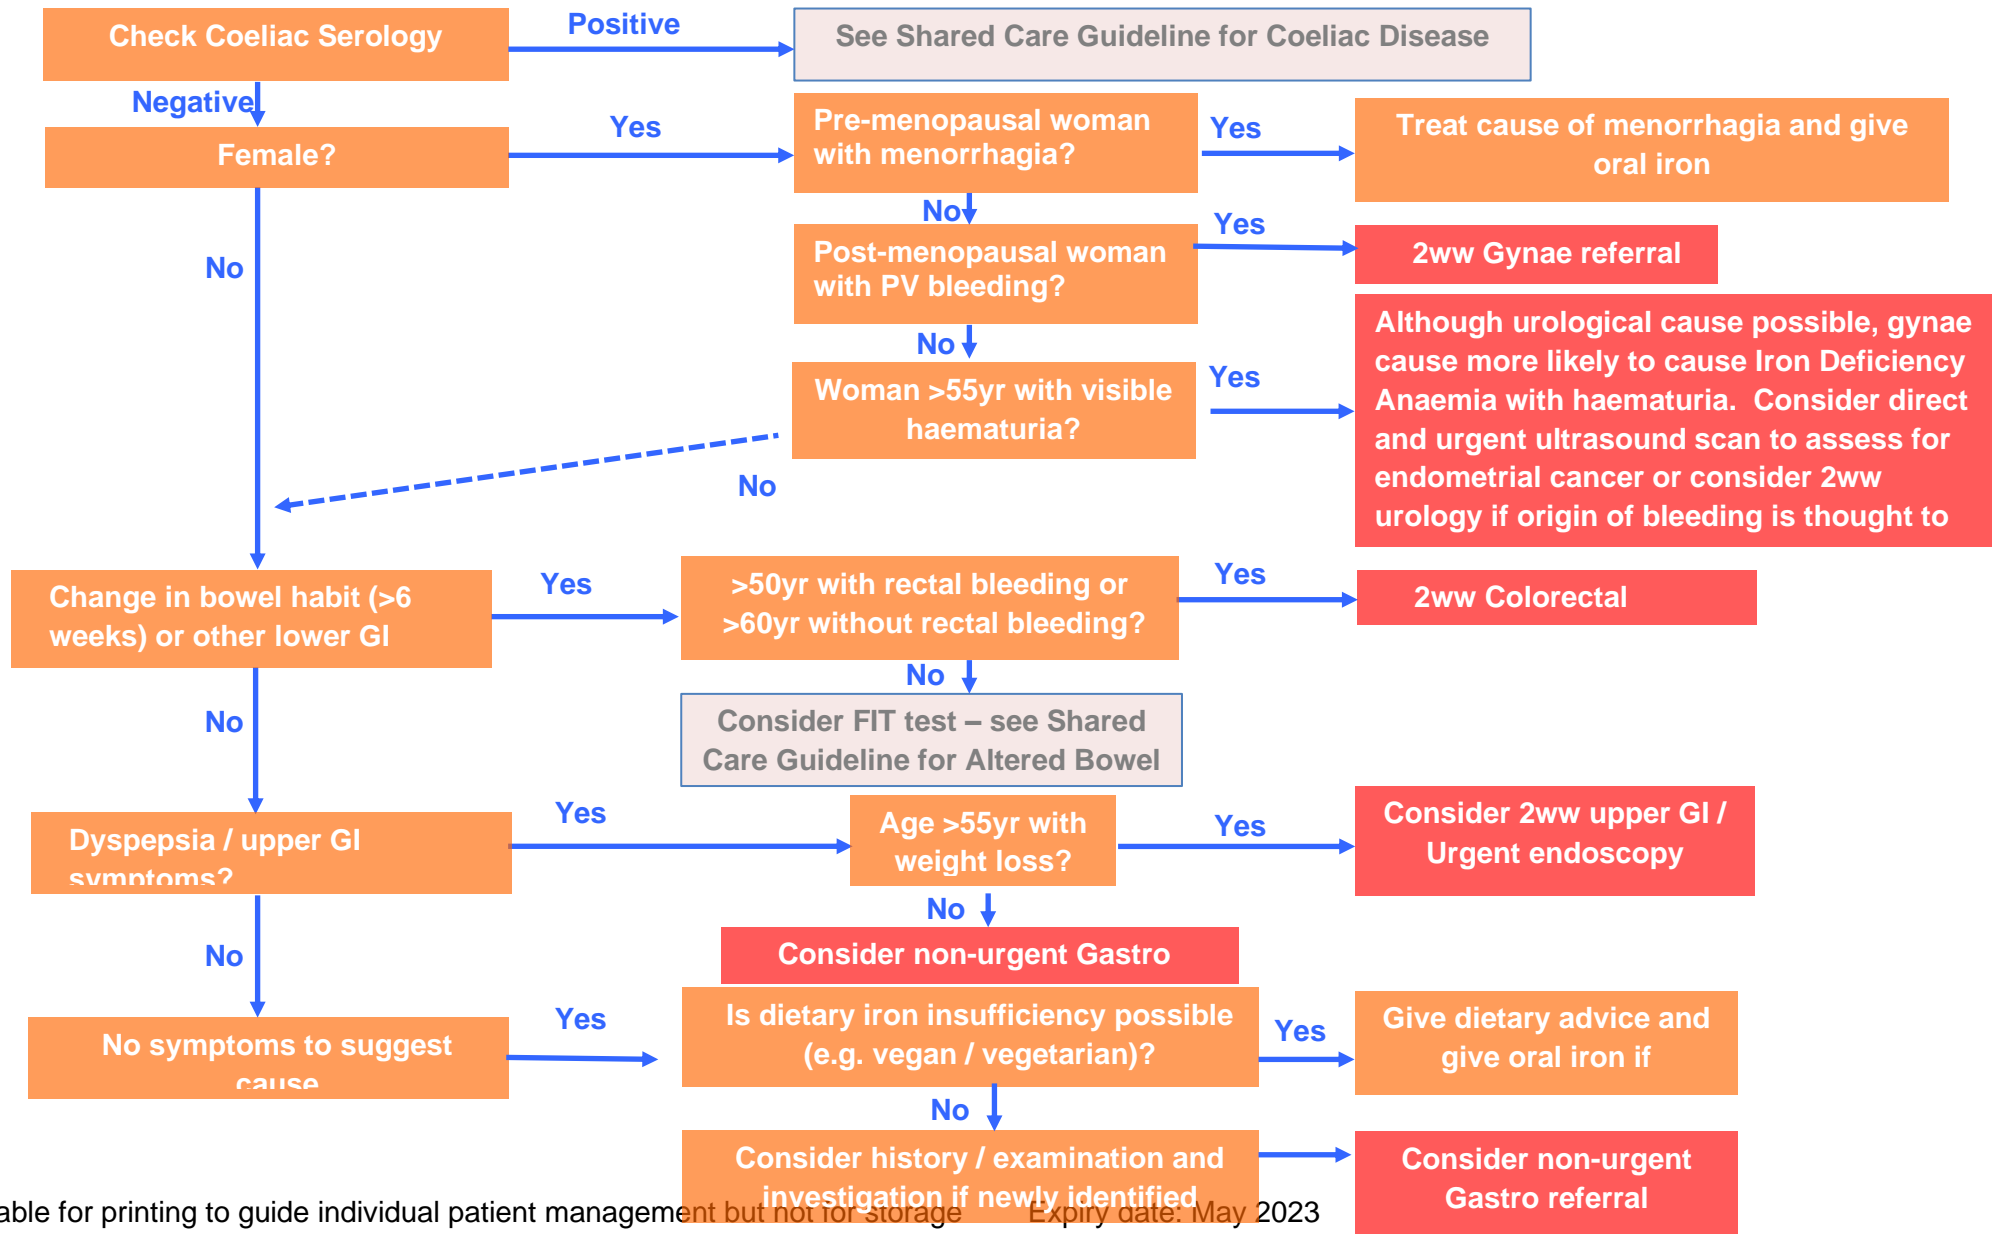 Check Coeliac Serology
Positive
See Shared Care Guideline for Coeliac Disease
Negative
Female?
Yes
Pre-menopausal woman
with menorrhagia?
Yes
Treat cause of menorrhagia and give
oral iron
No
No
Post-menopausal woman
with PV bleeding?
Yes
2ww Gynae referral
No
Woman >55yr with visible
haematuria?
Yes
Although urological cause possible, gynae
cause more likely to cause Iron Deficiency
Anaemia with haematuria. Consider direct
and urgent ultrasound scan to assess for
endometrial cancer or consider 2ww
urology if origin of bleeding is thought to
No
Change in bowel habit (>6
weeks) or other lower GI
Yes
>50yr with rectal bleeding or
>60yr without rectal bleeding?
Yes
2ww Colorectal
No
No
Consider FIT test – see Shared
Care Guideline for Altered Bowel
Dyspepsia / upper GI
symptoms?
Yes
Age >55yr with
weight loss?
Yes
Consider 2ww upper GI /
Urgent endoscopy
No
No
Consider non-urgent Gastro
No symptoms to suggest
cause
Yes
Is dietary iron insufficiency possible
(e.g. vegan / vegetarian)?
Yes
Give dietary advice and
give oral iron if
No
Consider history / examination and
investigation if newly identified
Consider non-urgent
Gastro referral
able for printing to guide individual patient management but not for storage Expiry date: May 2023